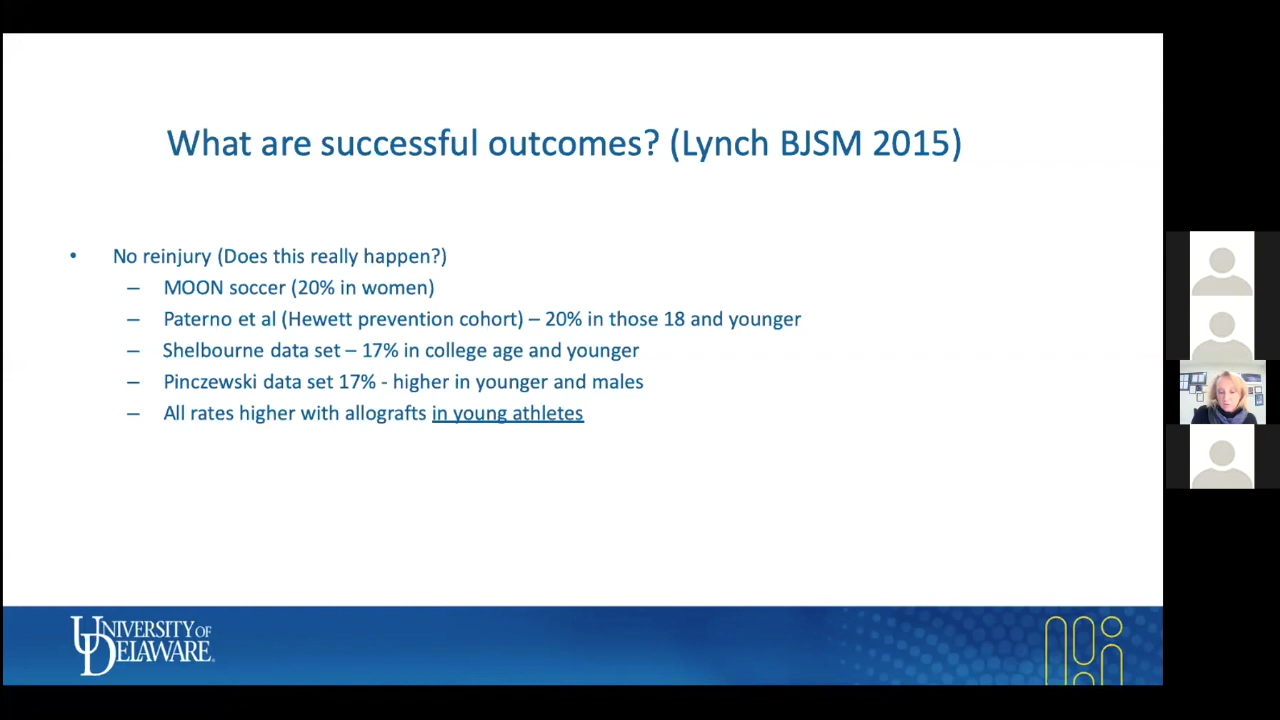 What are successful outcomes? (Lynch BJSM 2015)
• No reinjury (Does this really happen?)
– MOON soccer (20% in women)
– Paterno et al (Hewett prevention cohort) – 20% in those 18 and younger
– Shelbourne data set – 17% in college age and younger
– Pinczewski data set 17% - higher in younger and males
– All rates higher with allografts in young athletes
UNIVERSITY OF
DELAWARE